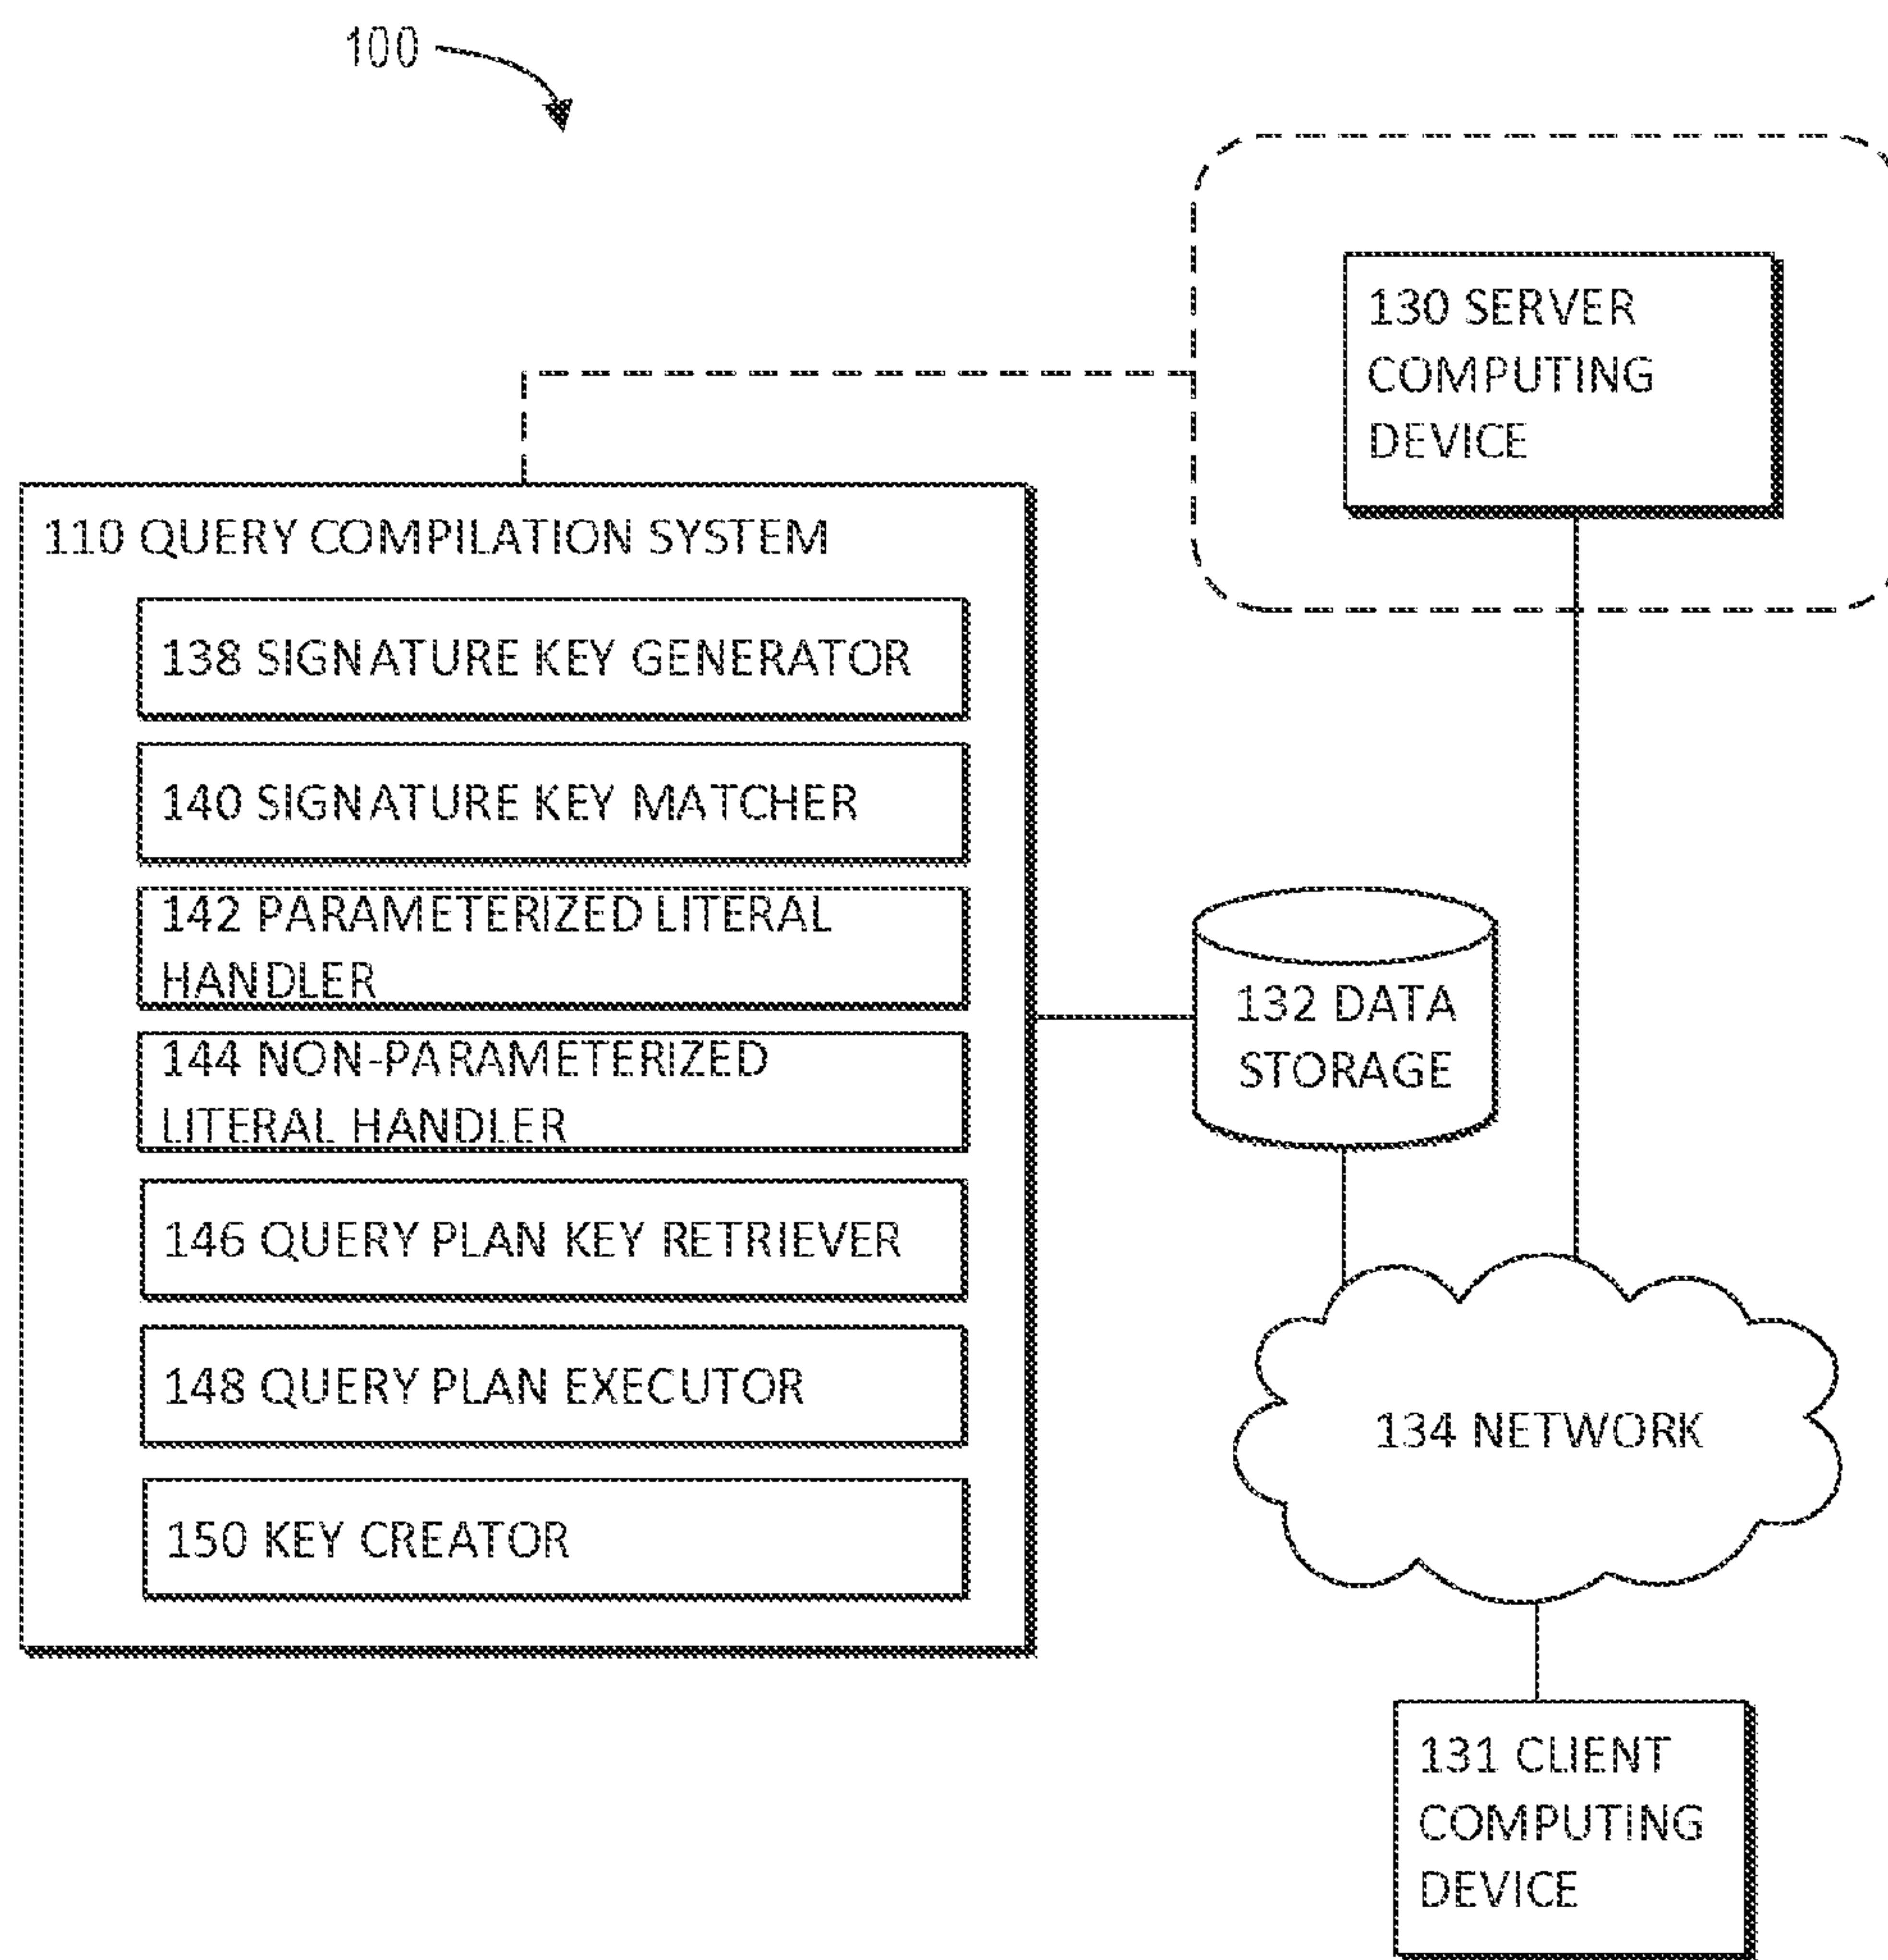 100
130 SERVER
COMPUTING
DEVICE
110 QUERY COMPILATION SYSTEM
138 SIGNATURE KEY GENERATOR
140 SIGNATURE KEY MATCHER
142 PARAMETERIZED LITERAL
HANDLER
144 NON-PARAMETERIZED
LITERAL HANDLER
146 QUERY PLAN KEY RETRIEVER
148 QUERY PLAN EXECUTOR
150 KEY CREATOR
132 DATA
STORAGE
134 NETWORK
131 CLIENT
COMPUTING
DEVICE